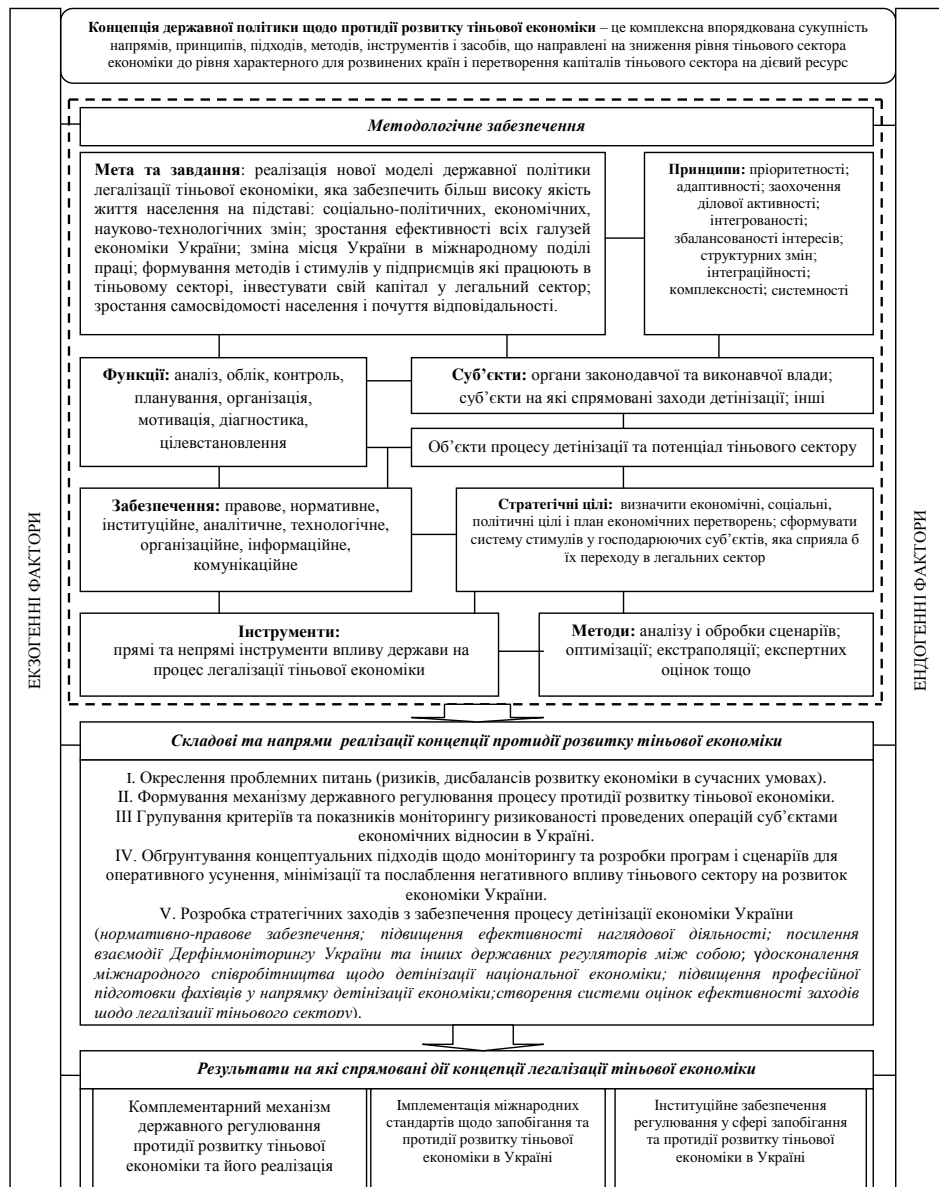 Концепція державної політики щодо протидії розвитку тіньової економіки – це комплексна впорядкована сукупність
напрямів, принципів, підходів, методів, інструментів і засобів, що направлені на зниження рівня тіньового сектора
економіки до рівня характерного для розвинених країн і перетворення капіталів тіньового сектора на дієвий ресурс
Методологічне забезпечення
Мета та завдання: реалізація нової моделі державної політики
легалізації тіньової економіки, яка забезпечить більш високу якість
життя населення на підставі: соціально-політичних, економічних,
науково-технологічних змін; зростання ефективності всіх галузей
економіки України; зміна місця України в міжнародному поділі
праці; формування методів і стимулів у підприємців які працюють в
тіньовому секторі, інвестувати свій капітал у легальний сектор;
зростання самосвідомості населення і почуття відповідальності.
Принципи: пріоритетності;
адаптивності; заохочення
ділової активності;
інтегрованості;
збалансованості інтересів;
структурних змін;
інтеграційності;
комплексності; системності
Функції: аналіз, облік, контроль,
планування, організація,
мотивація, діагностика,
цілевстановлення
Суб’єкти: органи законодавчої та виконавчої влади;
суб’єкти на які спрямовані заходи детінізації; інші
Об’єкти процесу детінізації та потенціал тіньового сектору
Забезпечення: правове, нормативне,
інституційне, аналітичне, технологічне,
організаційне, інформаційне,
комунікаційне
Стратегічні цілі: визначити економічні, соціальні,
політичні цілі і план економічних перетворень; сформувати
систему стимулів у господарюючих суб’єктів, яка сприяла б
їх переходу в легальних сектор
Інструменти:
прямі та непрямі інструменти впливу держави на
процес легалізації тіньової економіки
Методи: аналізу і обробки сценаріїв;
оптимізації; екстраполяції; експертних
оцінок тощо
ЕКЗОГЕННІ ФАКТОРИ
ЕНДОГЕННІ ФАКТОРИ
Складові та напрями реалізації концепції протидії розвитку тіньової економіки
І. Окреслення проблемних питань (ризиків, дисбалансів розвитку економіки в сучасних умовах).
ІІ. Формування механізму державного регулювання процесу протидії розвитку тіньової економіки.
ІІІ Групування критеріїв та показників моніторингу ризикованості проведених операцій суб’єктами
економічних відносин в Україні.
IV. Обґрунтування концептуальних підходів щодо моніторингу та розробки програм і сценаріїв для
оперативного усунення, мінімізації та послаблення негативного впливу тіньового сектору на розвиток
економіки України.
V. Розробка стратегічних заходів з забезпечення процесу детінізації економіки України
(нормативно-правове забезпечення; підвищення ефективності наглядової діяльності; посилення
взаємодії Дерфінмоніторингу України та інших державних регуляторів між собою; удосконалення
міжнародного співробітництва щодо детінізації національної економіки; підвищення професійної
підготовки фахівців у напрямку детінізації економіки;створення системи оцінок ефективності заходів
щодо легалізації тіньового сектору).
Результати на які спрямовані дії концепції легалізації тіньової економіки
Комплементарний механізм
державного регулювання
протидії розвитку тіньової
економіки та його реалізація
Імплементація міжнародних
стандартів щодо запобігання та
протидії розвитку тіньової
економіки в Україні
Інституційне забезпечення
регулювання у сфері запобігання
та протидії розвитку тіньової
економіки в Україні